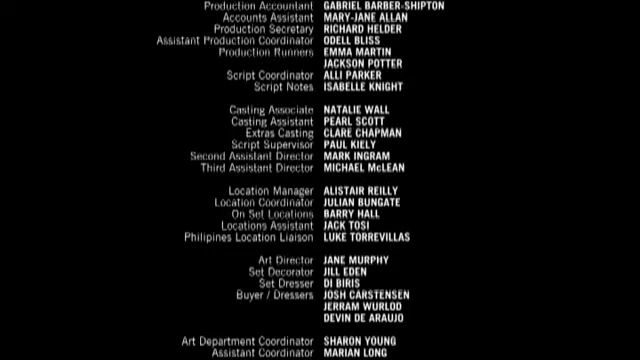 Production Accountant GABRIEL BARBER-SHIPTON
Accounts Assistant MARY-JANE ALLAN
Production Secretary RICHARD HELDER
Assistant Production Coordinator ODELL BLISS
Production Runners EMMA MARTIN
JACKSON POTTER
Script Coordinator ALLI PARKER
Script Notes ISABELLE KNIGHT
Casting Associate NATALIE WALL
Casting Assistant PEARL SCOTT
Extras Casting CLARE CHAPMAN
Script Supervisor PAUL KIELY
Second Assistant Director MARK INGRAM
Third Assistant Director MICHAEL McLEAN
Location Manager ALISTAIR REILLY
Location Coordinator JULIAN BUNGATE
On Set Locations BARRY HALL
Locations Assistant JACK TOSI
Philipines Location Liaison LUKE TORREVILLAS
Art Director JANE MURPHY
Set Decorator JILL EDEN
Set Dresser DI BIRIS
Buyer / Dressers JOSH CARSTENSEN
JERRAM WURLOD
DEVIN DE ARAUJO
Art Department Coordinator SHARON YOUNG
Assistant Coordinator MARIAN LONG